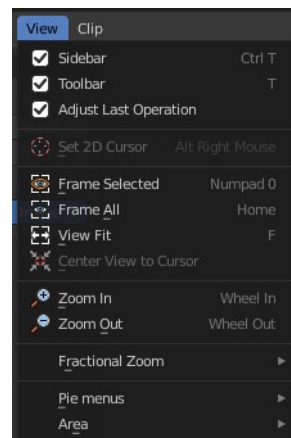 View Clip
Sidebar Ctrl T
Toolbar T
Adjust Last Operation
Set 2D Cursor Alt Right Mouse
Frame Selected Numpad 0
Frame All Home
View Fit F
Center View to Cursor
Zoom In Wheel In
Zoom Out Wheel Out
Fractional Zoom
Pie menus
Area